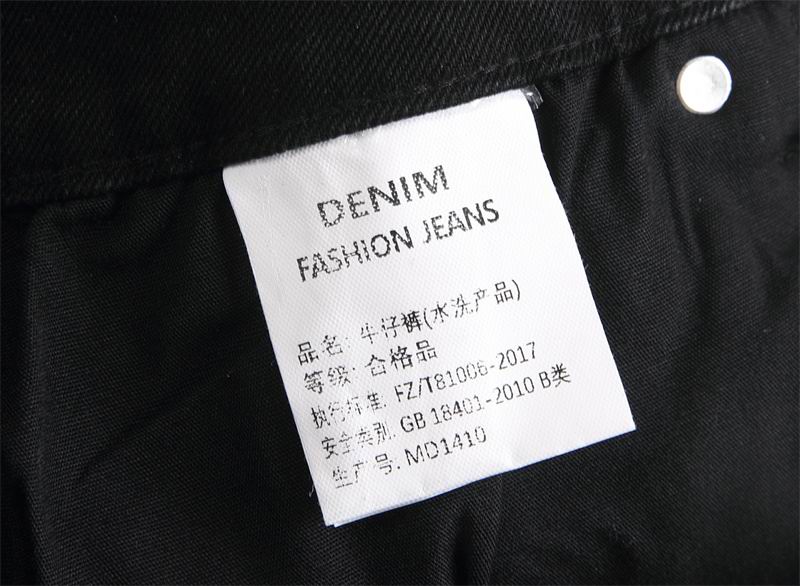 DENIM
FASHION JEANS
品名: 牛仔裤(水洗产品)
等级: 合格品
执行标准: FZ/T81006-2017
安全类别: GB 18401-2010 B类
生产号: MD1410